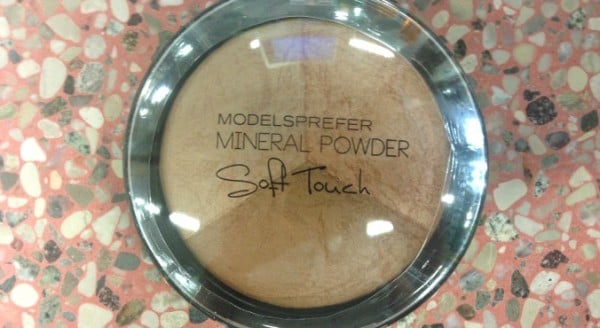 MODELSPREFER
MINERAL POWDER
Soft Touch